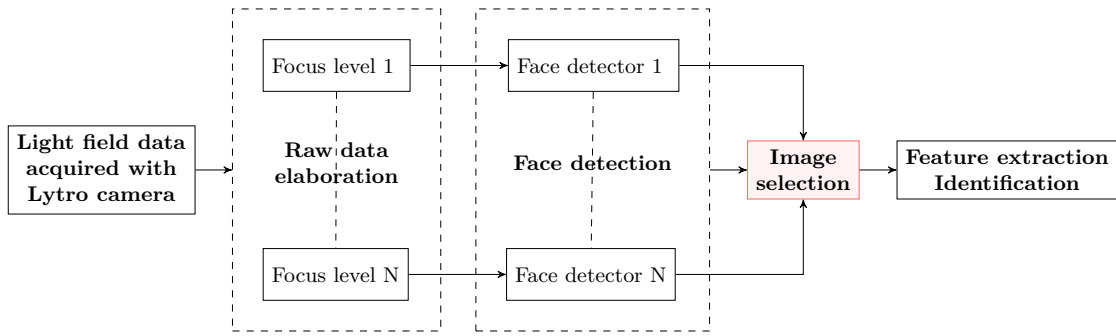 Light field data
acquired with
Lytro camera
Focus level 1
Raw data
elaboration
Focus level N
Face detector 1
Face detection
Face detector N
Image
selection
Feature extraction
Identification